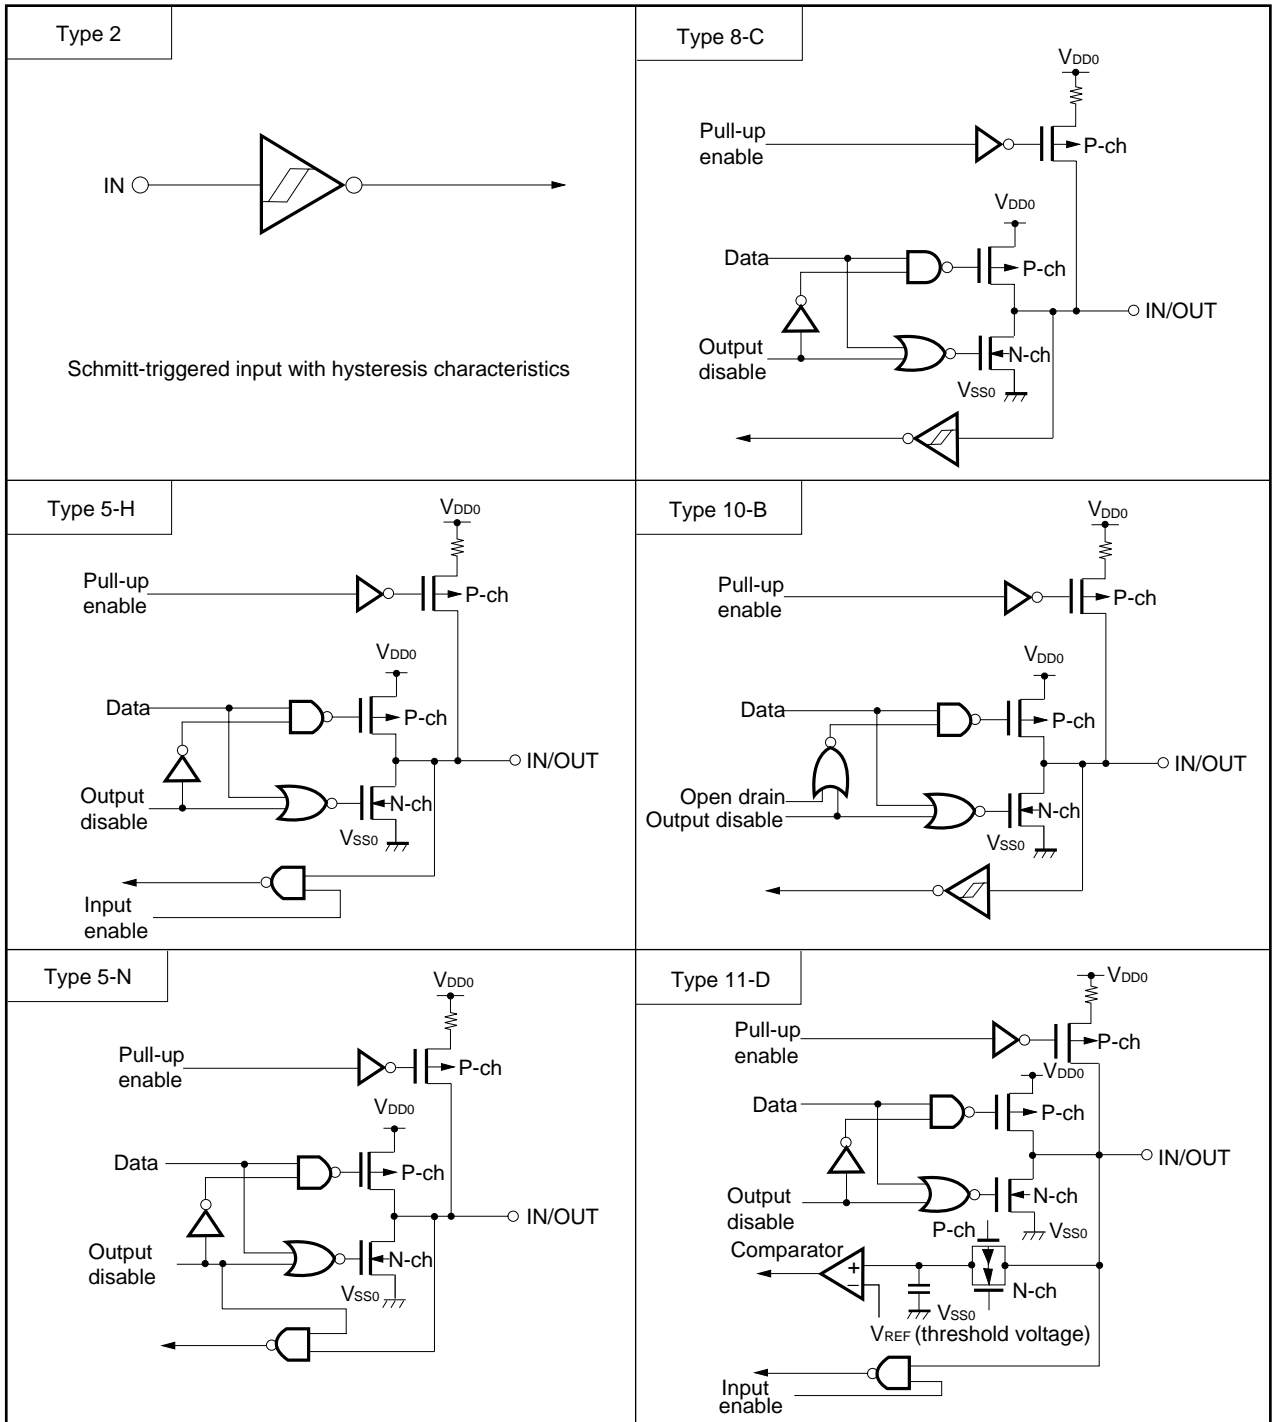 Type 2
IN
Schmitt-triggered input with hysteresis characteristics
Type 8-C
VDD0
Pull-up
enable
P-ch
VDD0
Data
P-ch
IN/OUT
Output
disable
N-ch
VSS0
Type 5-H
VDD0
Pull-up
enable
P-ch
VDD0
Data
P-ch
IN/OUT
Output
disable
N-ch
VSS0
Input
enable
Type 10-B
VDD0
Pull-up
enable
P-ch
VDD0
Data
P-ch
IN/OUT
Open drain
Output disable
N-ch
VSS0
Type 5-N
VDD0
Pull-up
enable
P-ch
VDD0
Data
P-ch
IN/OUT
Output
disable
N-ch
VSS0
Type 11-D
VDD0
Pull-up
enable
P-ch
VDD0
Data
P-ch
IN/OUT
Output
disable
N-ch
P-ch
VSS0
Comparator
+
−
N-ch
VSS0
VREF (threshold voltage)
Input
enable